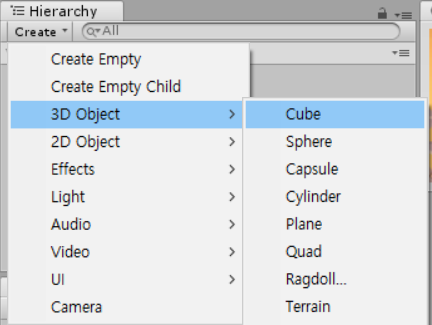 Hierarchy
Create
All
Create Empty
Create Empty Child
3D Object
2D Object
Effects
Light
Audio
Video
UI
Camera
Cube
Sphere
Capsule
Cylinder
Plane
Quad
Ragdoll...
Terrain